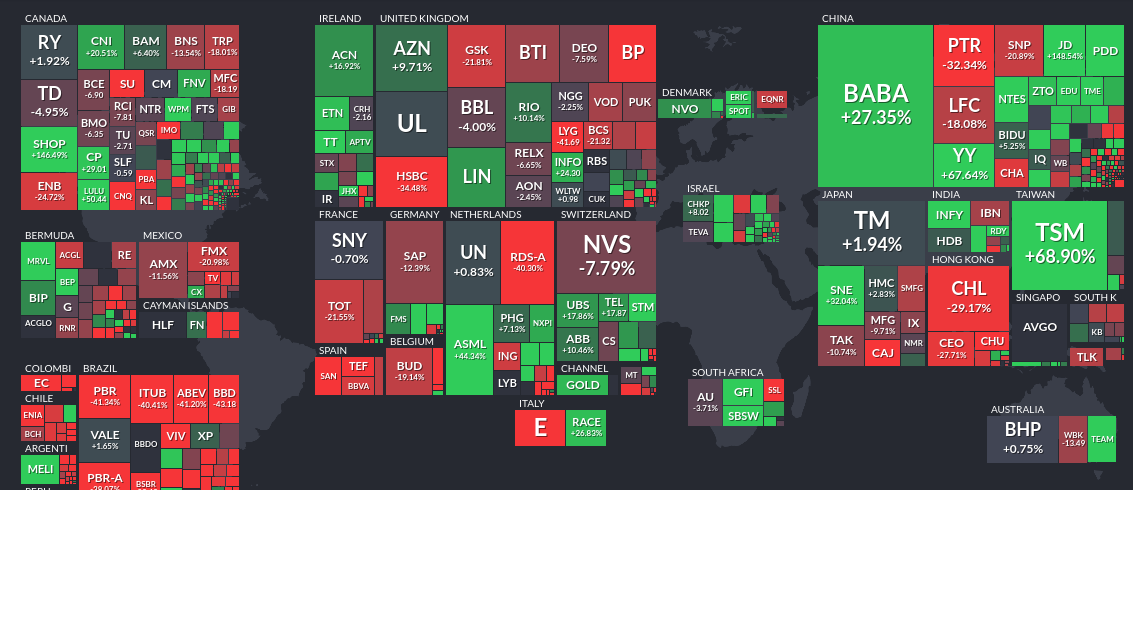 CANADA
RY
+1.92%
CNI
+20.51%
BAM
+6.40%
BNS
-13.54%
TRP
-18.01%
TD
-4.95%
BCE
-6.90
SU
CM
FNV
MFC
-18.19
RCI
-7.81
NTR
WPM
FTS
GIB
BMO
-6.35
TU
-2.71
QSR
IMO
SHOP
+146.49%
CP
+29.01
SLF
-0.59
ENB
-24.72%
LULU
+50.44
CNQ
PBA
KL
BERMUDA
MRVL
ACGL
RE
BEP
BIP
G
ACGLO
RNR
MEXICO
AMX
-11.56%
FMX
-20.98%
TV
CX
CAYMAN ISLANDS
HLF
FN
COLOMBI
EC
CHILE
ENIA
BCH
ARGENTI
MELI
BRAZIL
PBR
-41.34%
ITUB
-40.41%
ABEV
-41.20%
BBD
-43.18
VALE
+1.65%
BBDO
VIV
XP
PBR-A
BSBR
IRELAND
ACN
+16.92%
ETN
CRH
-2.16
TT
APTV
STX
JHX
IR
UNITED KINGDOM
AZN
+9.71%
GSK
-21.81%
BTI
DEO
-7.59%
BP
UL
BBL
-4.00%
RIO
+10.14%
NGG
-2.25%
VOD
PUK
LYG
-41.69
BCS
-21.32
HSBC
-34.48%
LIN
RELX
-6.65%
INFO
+24.30
RBS
AON
-2.45%
WLTW
+0.98
CUK
DENMARK
NVO
ERIC
SPOT
EQNR
FRANCE
SNY
-0.70%
TOT
-21.55%
GERMANY
SAP
-12.39%
FMS
NETHERLANDS
UN
+0.83%
RDS-A
-40.30%
ASML
+44.34%
PHG
+7.13%
NXPI
ING
LYB
SWITZERLAND
NVS
-7.79%
UBS
+17.86%
TEL
+17.87
STM
ABB
+10.46%
CS
SPAIN
SAN
TEF
BBVA
BELGIUM
BUD
-19.14%
CHANNEL
GOLD
MT
ITALY
E
RACE
+26.83%
ISRAEL
CHKP
+8.02
TEVA
SOUTH AFRICA
AU
-3.71%
GFI
SSL
SBSW
CHINA
BABA
+27.35%
PTR
-32.34%
SNP
-20.89%
JD
+148.54%
PDD
LFC
-18.08%
NTES
ZTO
EDU
TME
YY
+67.64%
BIDU
+5.25%
IQ
WB
CHA
JAPAN
TM
+1.94%
SNE
+32.04%
HMC
+2.83%
SMFG
MFG
-9.71%
IX
TAK
-10.74%
CAJ
NMR
INDIA
INFY
IBN
HDB
RDY
TAIWAN
TSM
+68.90%
HONG KONG
CHL
-29.17%
CEO
-27.71%
CHU
SINGAPO
AVGO
SOUTH K
KB
TLK
AUSTRALIA
BHP
+0.75%
WBK
-13.49
TEAM